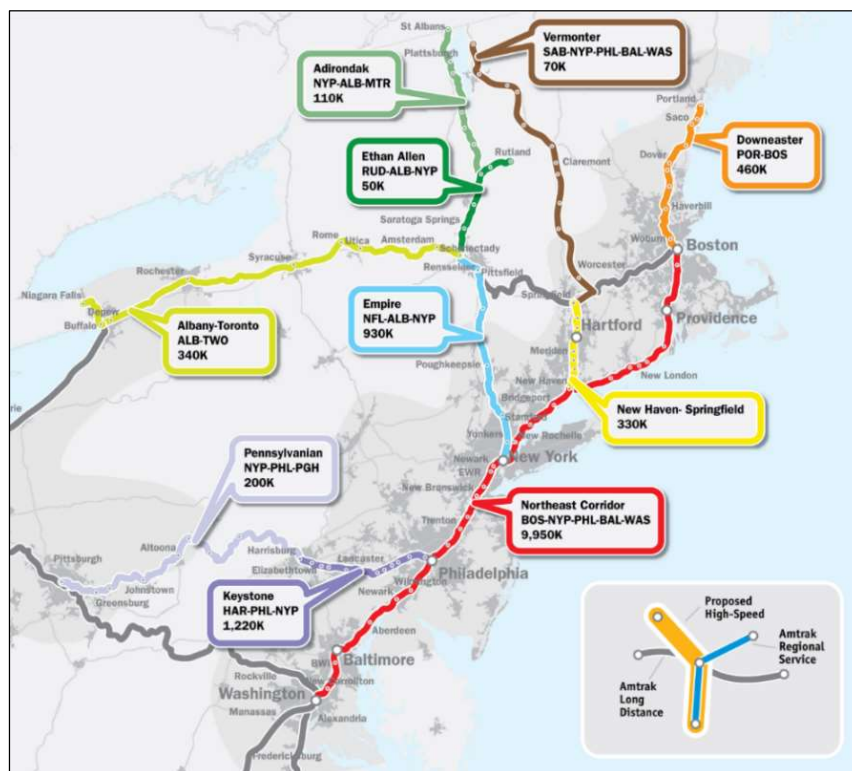 St Albans
Plattsburgh
Vermonter
SAB-NYP-PHL-BAL-WAS
70K
Adirondak
NYP-ALB-MTR
110K
Portland
Saco
Downeaster
POR-BOS
460K
Ethan Allen
RUD-ALB-NYP
50K
Rutland
Claremont
Dover
Haverhill
Saratoga Springs
Woburn
Boston
Rome
Utica
Amsterdam
Schenectady
Syracuse
Rensselaer
Pittsfield
Worcester
Rochester
Niagara Falls
Depew
Buffalo
Springfield
Albany-Toronto
ALB-TWO
340K
Empire
NFL-ALB-NYP
930K
Hartford
Providence
Meriden
Poughkeepsie
New Haven
New London
Bridgeport
Stamford
New Haven- Springfield
330K
Yonkers
New Rochelle
Newark
New York
EWR
Pennsylvanian
NYP-PHL-PGH
200K
New Brunswick
Northeast Corridor
BOS-NYP-PHL-BAL-WAS
9,950K
Trenton
Altoona
Harrisburg
Lancaster
Pittsburgh
Elizabethtown
Philadelphia
Johnstown
Greensburg
Wilmington
Newark
Keystone
HAR-PHL-NYP
1,220K
Aberdeen
Baltimore
BWI
Rockville
New Carrollton
Washington
Manassas
Alexandria
Fredericksburg
Proposed
High-Speed
Amtrak
Regional
Service
Amtrak
Long
Distance